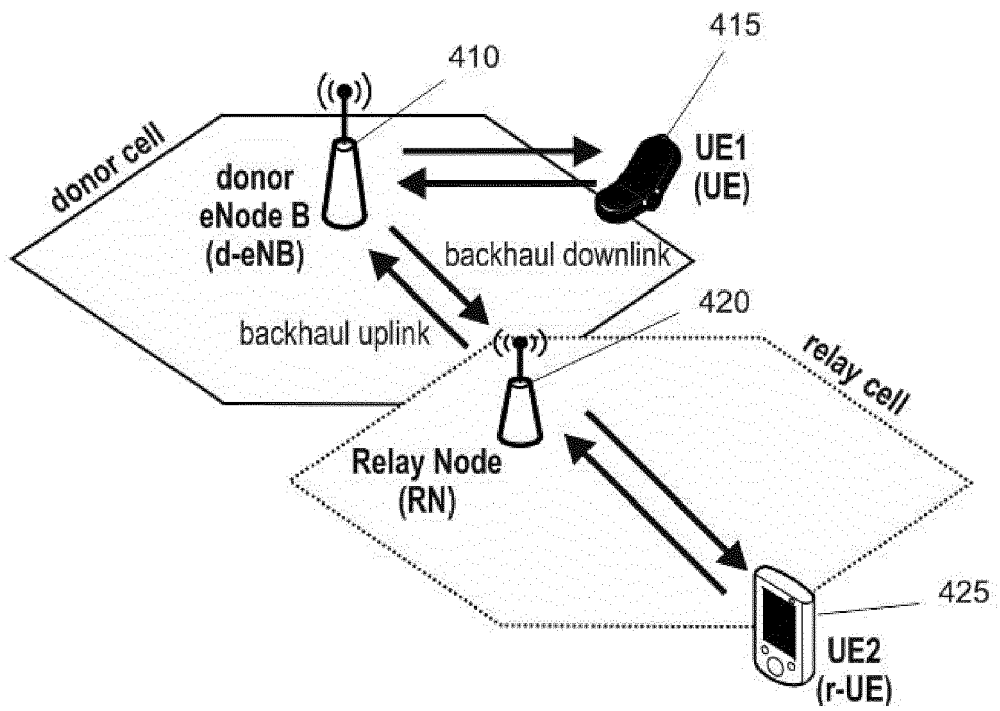 415
410
donor cell
UE1
(UE)
donor
eNode B
(d-eNB)
backhaul downlink
420
backhaul uplink
relay cell
Relay Node
(RN)
425
UE2
(r-UE)